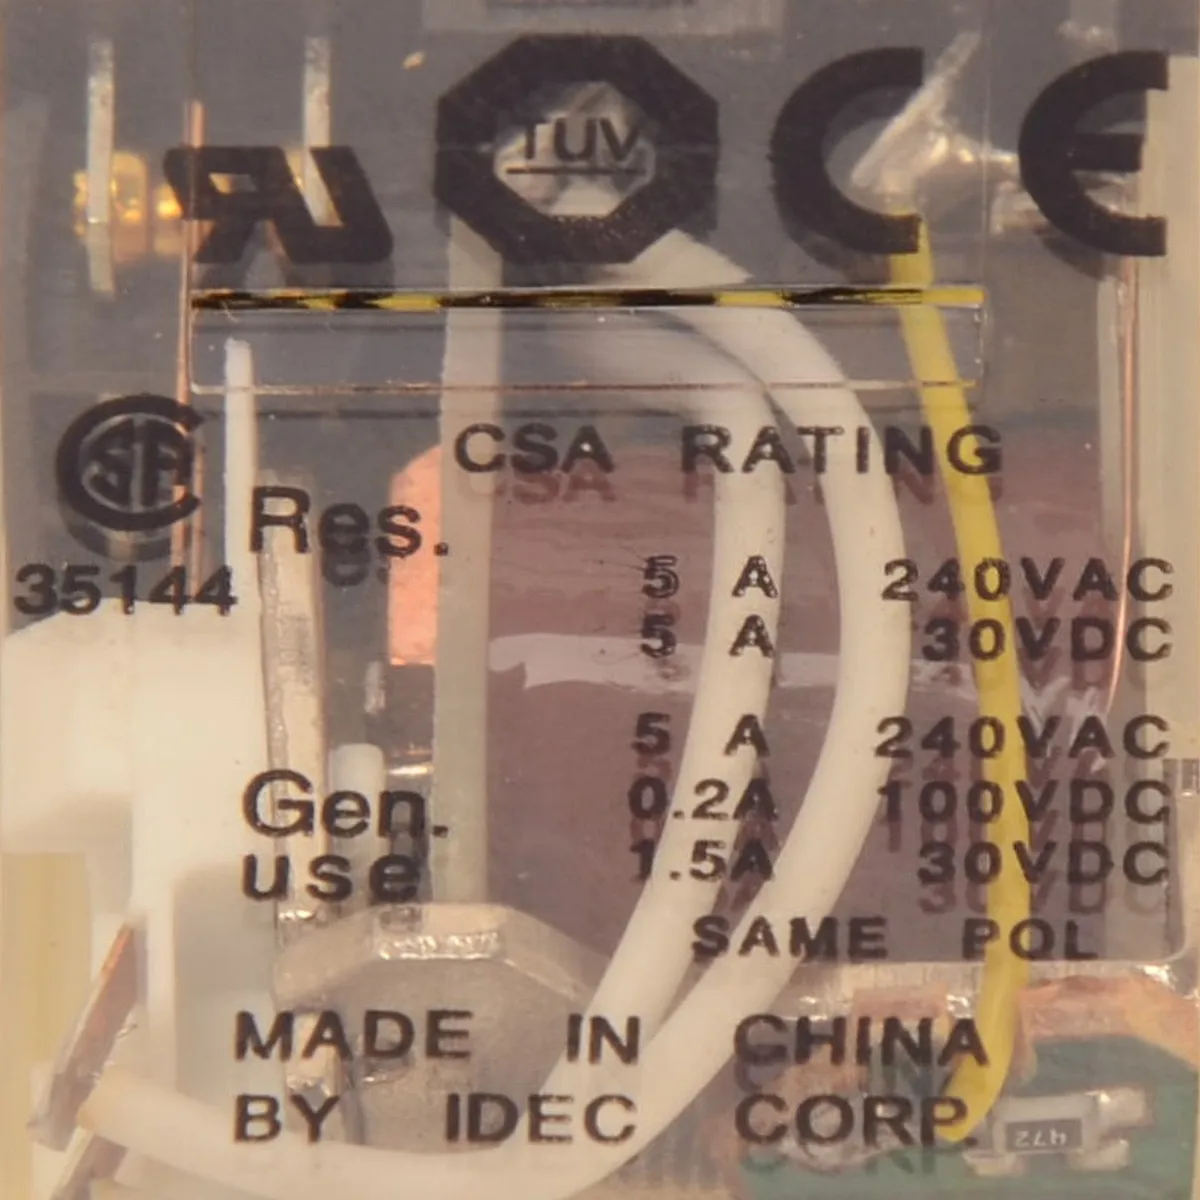 TUV
CE
CSA RATING
Res.
35144
5 A 240VAC
5 A 30VDC
5 A 240VAC
Gen. 0.2A 100VDC
use 1.5A 30VDC
SAME POL
MADE IN CHINA
BY IDEC CORP.
472